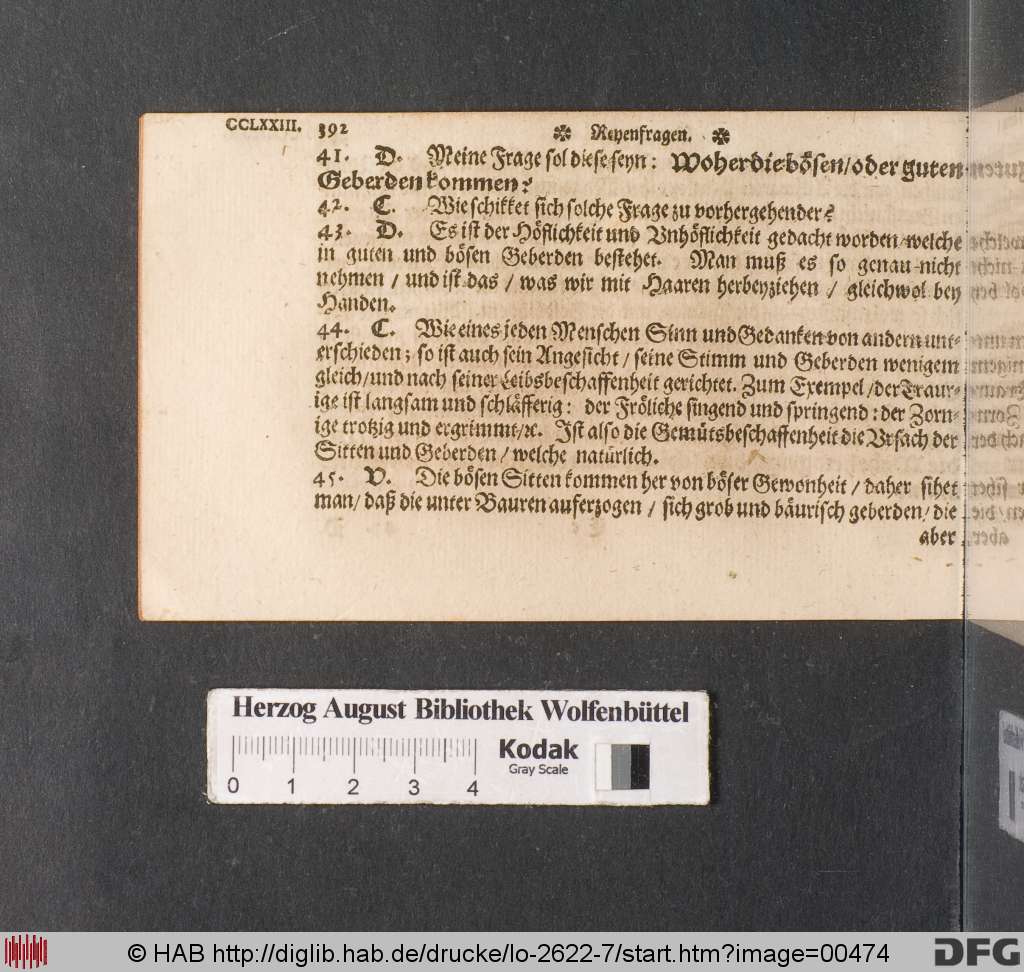 CCLXXIII. 392 ✽ Reyenfragen. ✽
41. D. Meine Frage sol diese seyn: Woher die bösen/oder guten
Geberden kommen?
42. C. Wie schikket sich solche Frage zu vorhergehender?
43. D. Es ist der Höflichkeit und Unhöflichkeit gedacht worden/welche
in guten und bösen Geberden bestehet. Man muß es so genau nicht
nehmen / und ist das / was wir mit Haaren herbeyziehen / gleichwol bey
Handen.
44. C. Wie eines jeden Menschen Sinn und Gedanken von andern unt-
erschieden; so ist auch sein Angesicht / seine Stimm und Geberden wenigem
gleich/und nach seiner Leibsbeschaffenheit gerichtet. Zum Exempel / der Traur-
ige ist langsam und schläfferig: der Fröliche singend und springend: der Zorn-
ige trotzig und ergrimmt/ꝛc. Ist also die Gemütsbeschaffenheit die Ursach der
Sitten und Geberden / welche natürlich.
45. V. Die bösen Sitten kommen her von böser Gewonheit / daher sihet
man/ daß die unter Bauren auferzogen / sich grob und bäurisch geberden/ die
aber
Herzog August Bibliothek Wolfenbüttel
Kodak
Gray Scale
0 1 2 3 4
© HAB http://diglib.hab.de/drucke/lo-2622-7/start.htm?image=00474
DFG